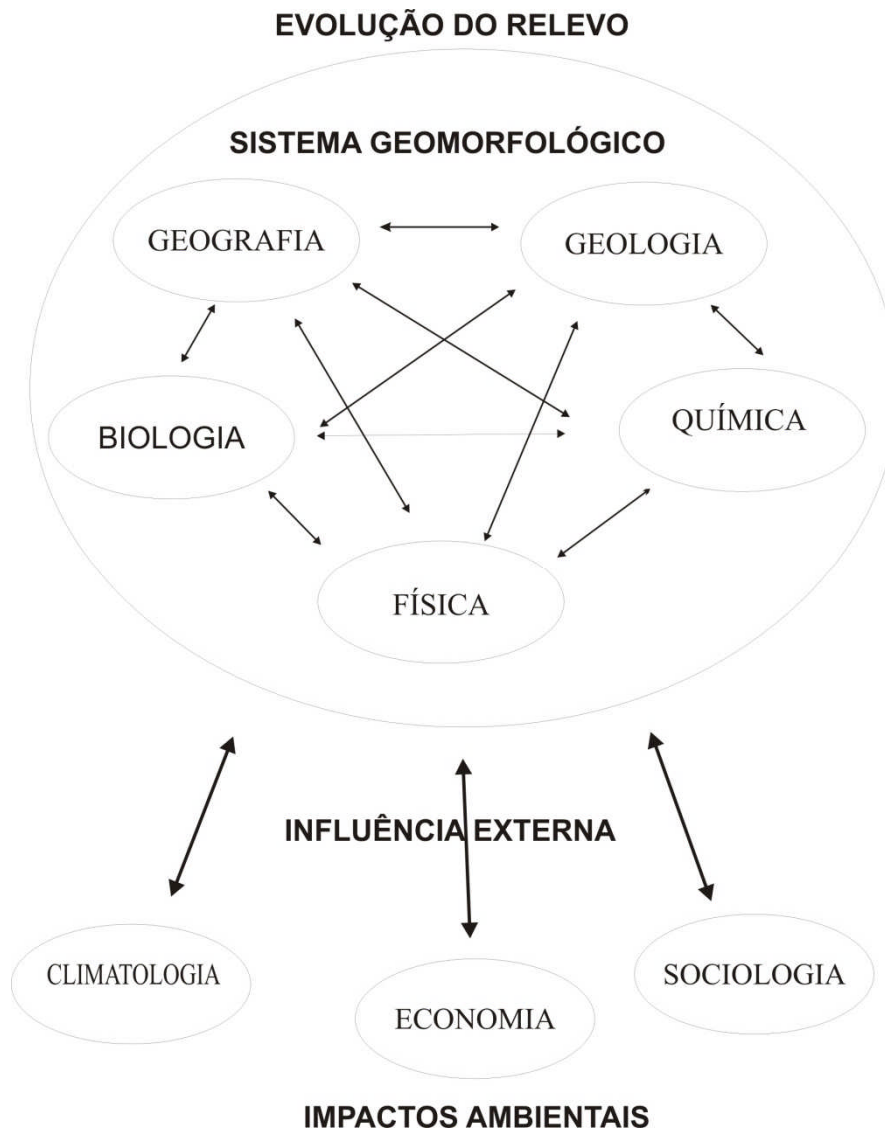 EVOLUÇÃO DO RELEVO
SISTEMA GEOMORFOLÓGICO
GEOGRAFIA
GEOLOGIA
BIOLOGIA
QUÍMICA
FÍSICA
INFLUÊNCIA EXTERNA
CLIMATOLOGIA
ECONOMIA
SOCIOLOGIA
IMPACTOS AMBIENTAIS